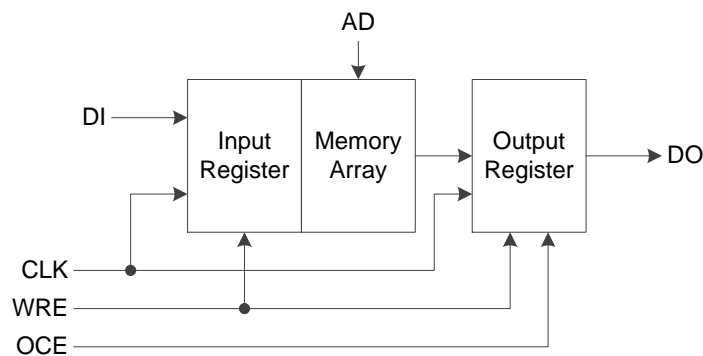 AD
DI
Input
Register
Memory
Array
Output
Register
DO
CLK
WRE
OCE